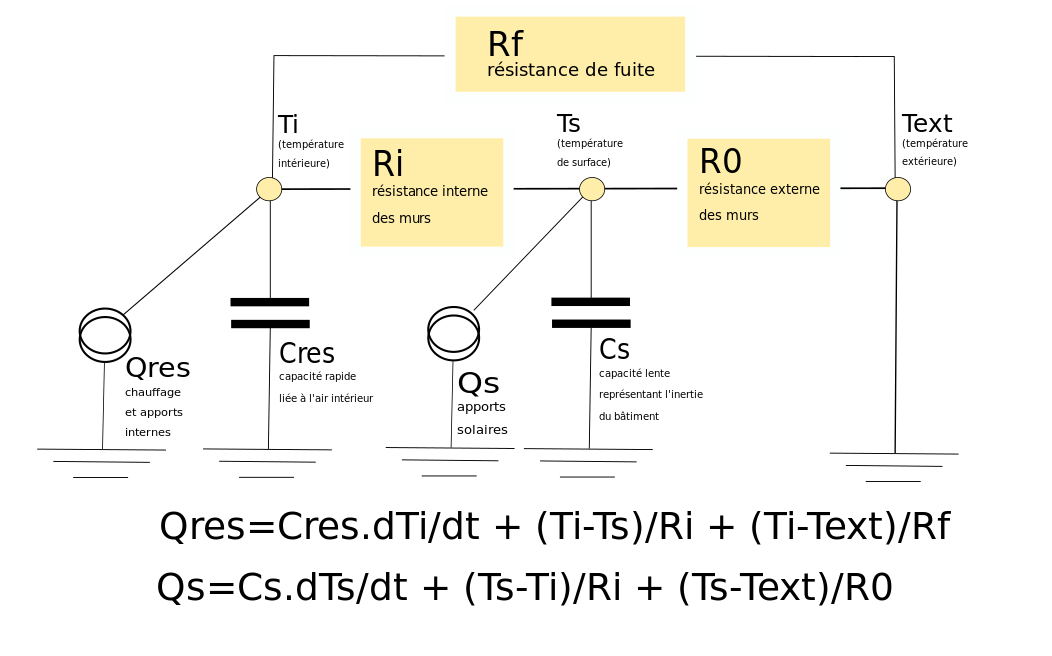 Rf
résistance de fuite
Ti
(température
intérieure)
Ts
(température
de surface)
Text
(température
extérieure)
Ri
résistance interne
des murs
R0
résistance externe
des murs
Qres
chauffage
et apports
internes
Cres
capacité rapide
liée à l'air intérieur
Qs
apports
solaires
Cs
capacité lente
représentant l'inertie
du bâtiment
Qres=Cres.dTi/dt + (Ti-Ts)/Ri + (Ti-Text)/Rf
Qs=Cs.dTs/dt + (Ts-Ti)/Ri + (Ts-Text)/R0